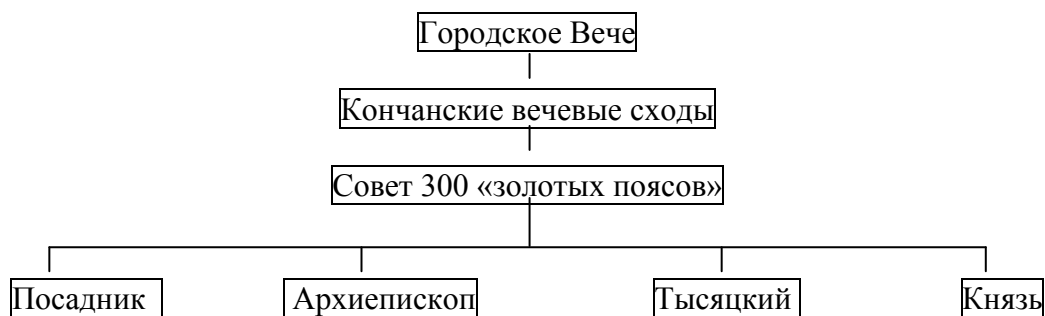 Городское Вече
Кончанские вечевые сходы
Совет 300 «золотых поясов»
Посадник Архиепископ Тысяцкий Князь